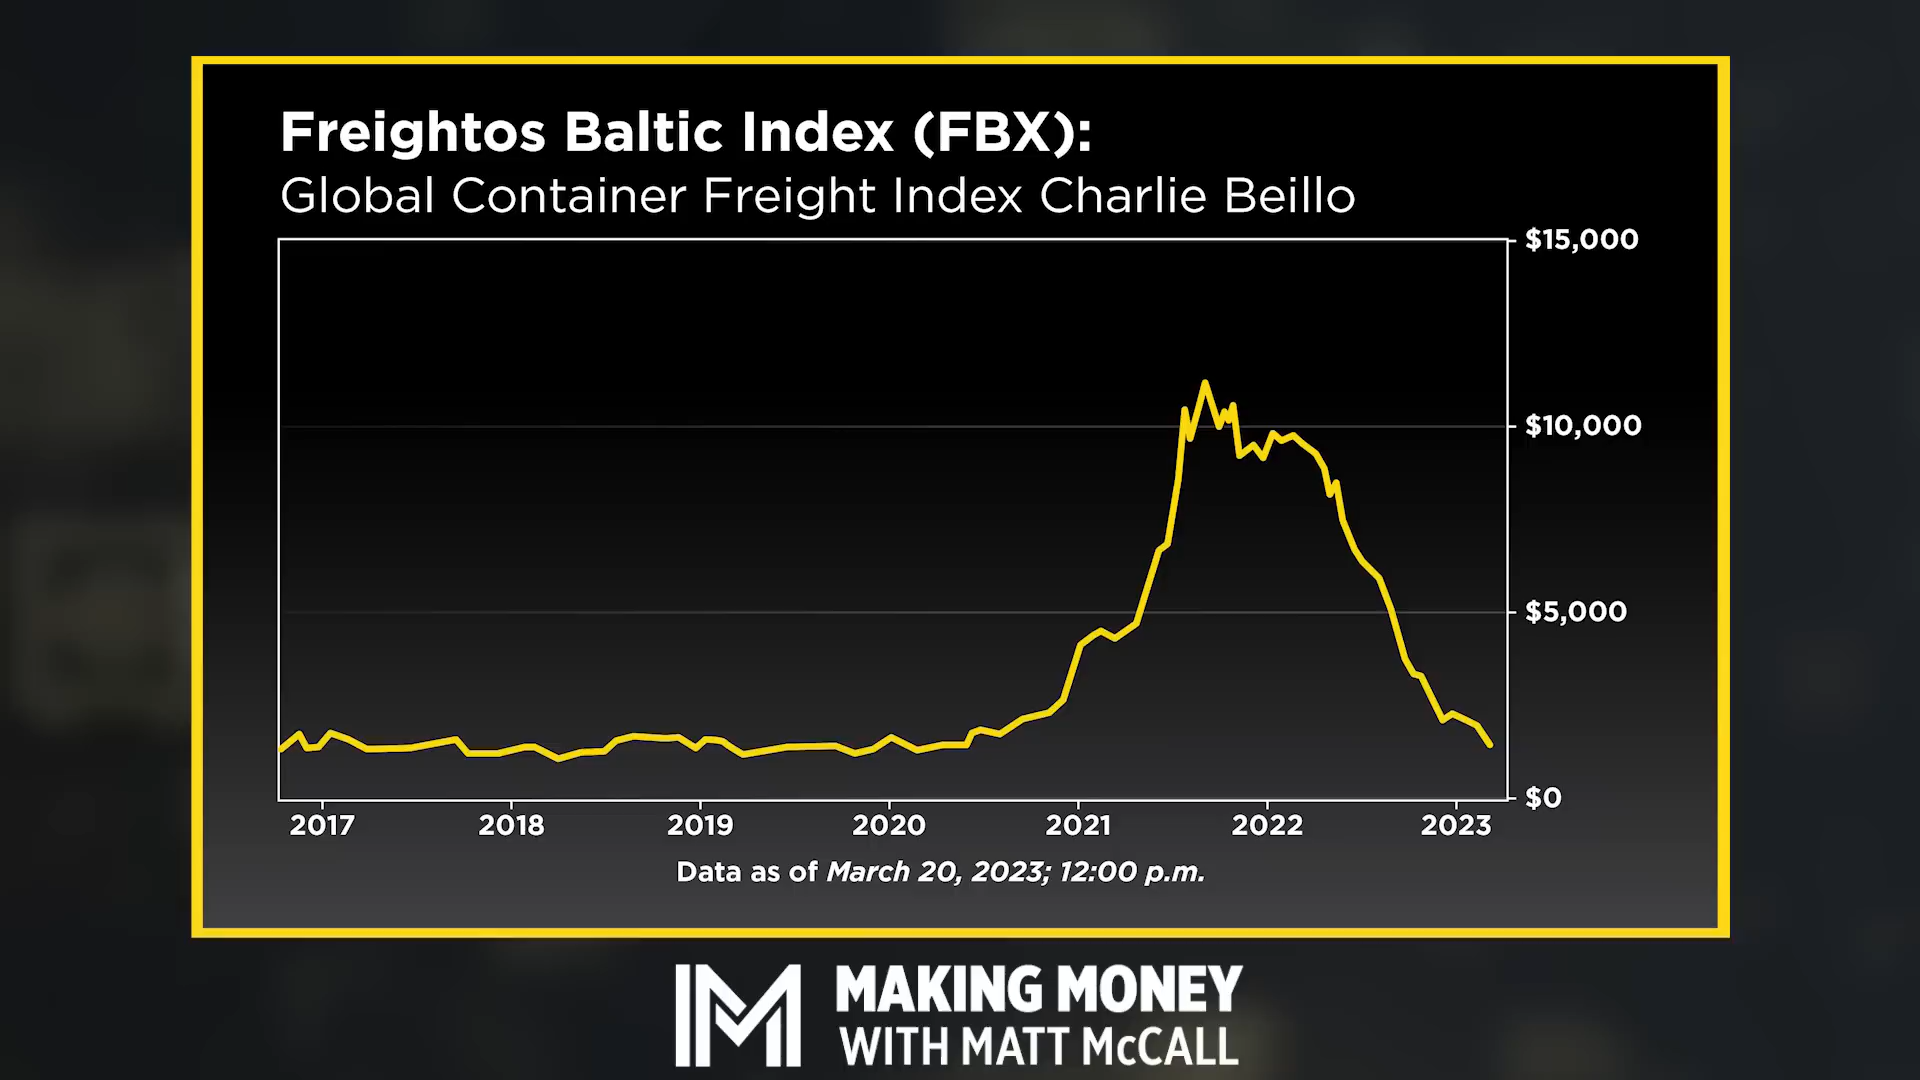 Freightos Baltic Index (FBX):
Global Container Freight Index Charlie Beillo
$15,000
$10,000
$5,000
$0
2017 2018 2019 2020 2021 2022 2023
Data as of March 20, 2023; 12:00 p.m.
MAKING MONEY
WITH MATT McCALL